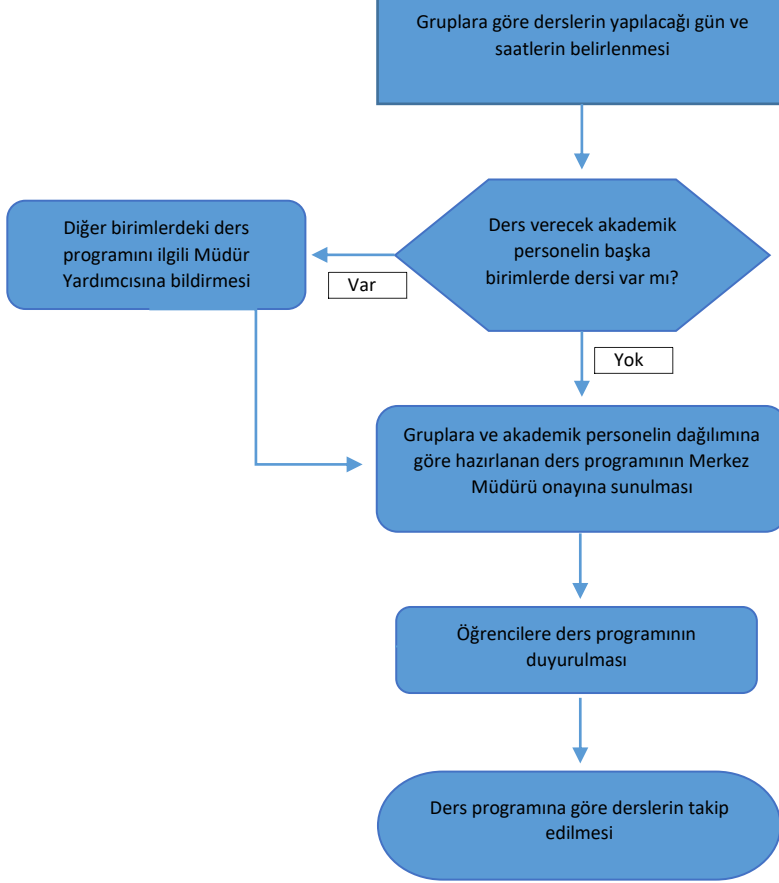 Gruplara göre derslerin yapılacağı gün ve
saatlerin belirlenmesi
Ders verecek akademik
personelin başka
birimlerde dersi var mı?
Diğer birimlerdeki ders
programını ilgili Müdür
Yardımcısına bildirmesi
Var
Yok
Gruplara ve akademik personelin dağılımına
göre hazırlanan ders programının Merkez
Müdürü onayına sunulması
Öğrencilere ders programının
duyurulması
Ders programına göre derslerin takip
edilmesi